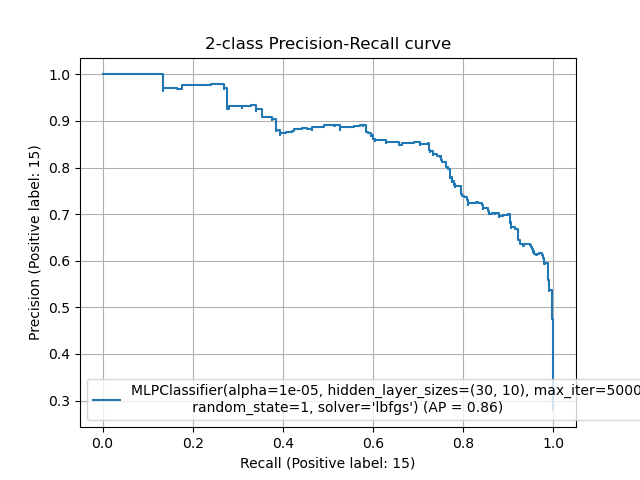 2-class Precision-Recall curve
1.0
0.9
0.8
0.7
0.6
0.5
0.4
0.3
Precision (Positive label: 15)
MLPClassifier(alpha=1e-05, hidden_layer_sizes=(30, 10), max_iter=5000
random_state=1, solver='lbfgs') (AP = 0.86)
0.0 0.2 0.4 0.6 0.8 1.0
Recall (Positive label: 15)